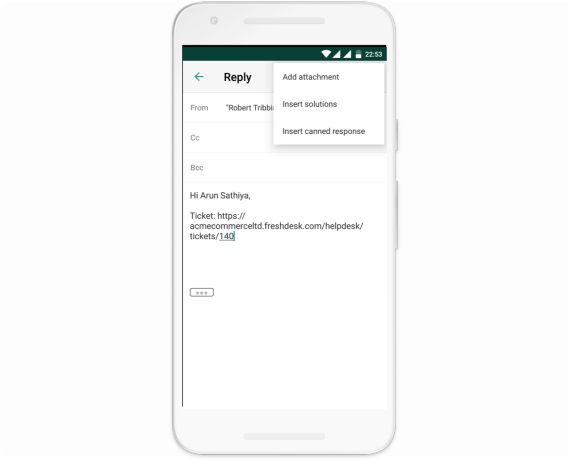 22:53
Reply
Add attachment
From "Robert Tribbi
Insert solutions
Insert canned response
Cc
Bcc
Hi Arun Sathiya,
Ticket: https://
acmecommerceltd.freshdesk.com/helpdesk/
tickets/140